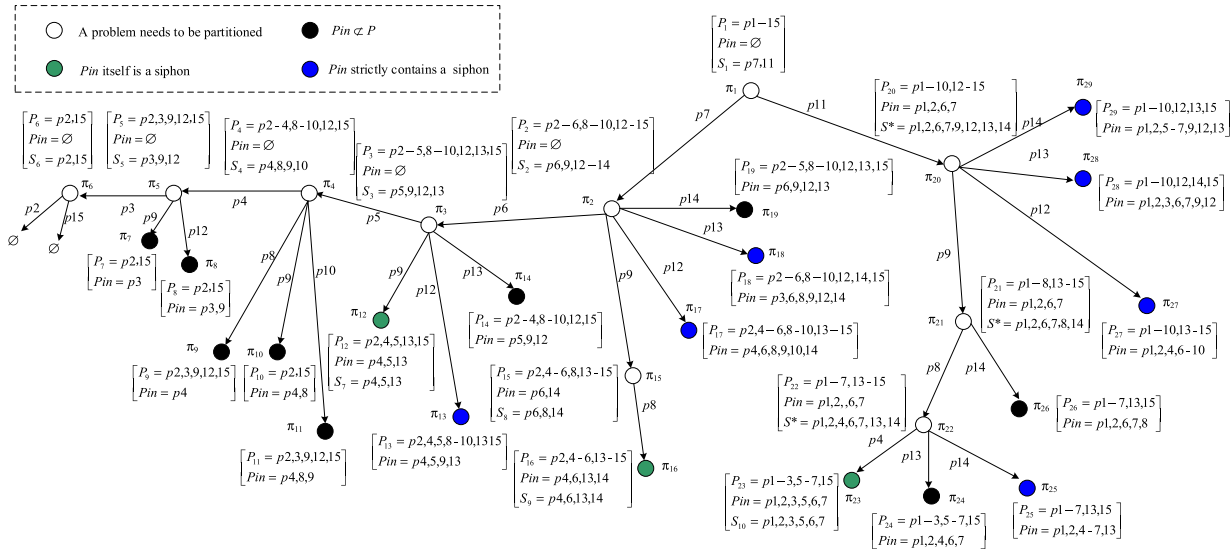 A problem needs to be partitioned
Pin ⊄ P
Pin itself is a siphon
Pin strictly contains a siphon
P₁ = p1−15
Pin = ∅
S₁ = p7,11
π₁
p7
p11
P₂₀ = p1−10,12-15
Pin = p1,2,6,7
S* = p1,2,6,7,9,12,13,14
π₂₀
p14
π₂₉
P₂₉ = p1−10,12,13,15
Pin = p1,2,5-7,9,12,13
p13
π₂₈
P₂₈ = p1−10,12,14,15
Pin = p1,2,3,6,7,9,12
p12
π₂₇
P₂₇ = p1−10,13-15
Pin = p1,2,4,6-10
p9
P₂₁ = p1−8,13-15
Pin = p1,2,6,7
S* = p1,2,6,7,8,14
π₂₁
p8
p14
π₂₆
P₂₆ = p1−7,13,15
Pin = p1,2,6,7,8
P₂₂ = p1−7,13-15
Pin = p1,2,,6,7
S* = p1,2,4,6,7,13,14
π₂₂
p4
p13
p14
π₂₃
P₂₃ = p1−3,5-7,15
Pin = p1,2,3,5,6,7
S₁₀ = p1,2,3,5,6,7
π₂₄
P₂₄ = p1−3,5-7,15
Pin = p1,2,4,6,7
π₂₅
P₂₅ = p1−7,13,15
Pin = p1,2,4-7,13
P₂ = p2−6,8−10,12-15
Pin = ∅
S₂ = p6,9,12−14
π₂
p6
p14
P₁₉ = p2−5,8−10,12,13,15
Pin = p6,9,12,13
π₁₉
p13
π₁₈
P₁₈ = p2−6,8−10,12,14,15
Pin = p3,6,8,9,12,14
p12
π₁₇
P₁₇ = p2,4−6,8-10,13−15
Pin = p4,6,8,9,10,14
p9
π₁₅
P₁₅ = p2,4-6,8,13-15
Pin = p6,14
S₈ = p6,8,14
p8
π₁₆
P₁₆ = p2,4-6,13-15
Pin = p4,6,13,14
S₉ = p4,6,13,14
P₃ = p2−5,8−10,12,13,15
Pin = ∅
S₃ = p5,9,12,13
π₃
p5
p9
p12
p13
π₁₄
P₁₄ = p2-4,8-10,12,15
Pin = p5,9,12
π₁₂
P₁₂ = p2,4,5,13,15
Pin = p4,5,13
S₇ = p4,5,13
π₁₃
P₁₃ = p2,4,5,8-10,1315
Pin = p4,5,9,13
P₄ = p2-4,8-10,12,15
Pin = ∅
S₄ = p4,8,9,10
π₄
p4
p8
p9
p10
π₉
P₉ = p2,3,9,12,15
Pin = p4
π₁₀
P₁₀ = p2,15
Pin = p4,8
π₁₁
P₁₁ = p2,3,9,12,15
Pin = p4,8,9
P₅ = p2,3,9,12,15
Pin = ∅
S₅ = p3,9,12
π₅
p3
p9
p12
π₇
P₇ = p2,15
Pin = p3
π₈
P₈ = p2,15
Pin = p3,9
P₆ = p2,15
Pin = ∅
S₆ = p2,15
π₆
p2
p15
∅
∅